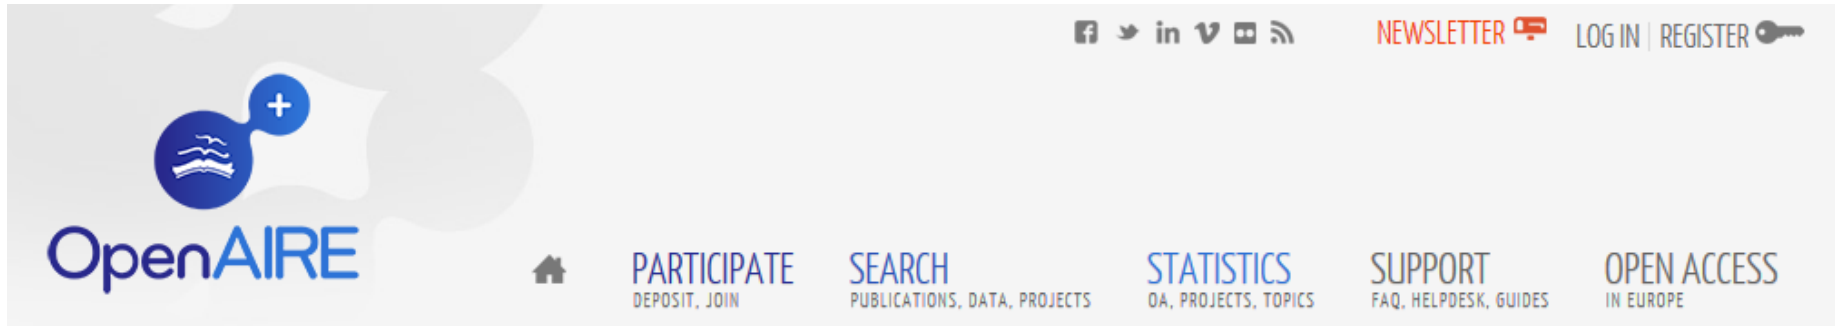 NEWSLETTER
LOG IN | REGISTER
OpenAIRE
PARTICIPATE
DEPOSIT, JOIN
SEARCH
PUBLICATIONS, DATA, PROJECTS
STATISTICS
OA, PROJECTS, TOPICS
SUPPORT
FAQ, HELPDESK, GUIDES
OPEN ACCESS
IN EUROPE